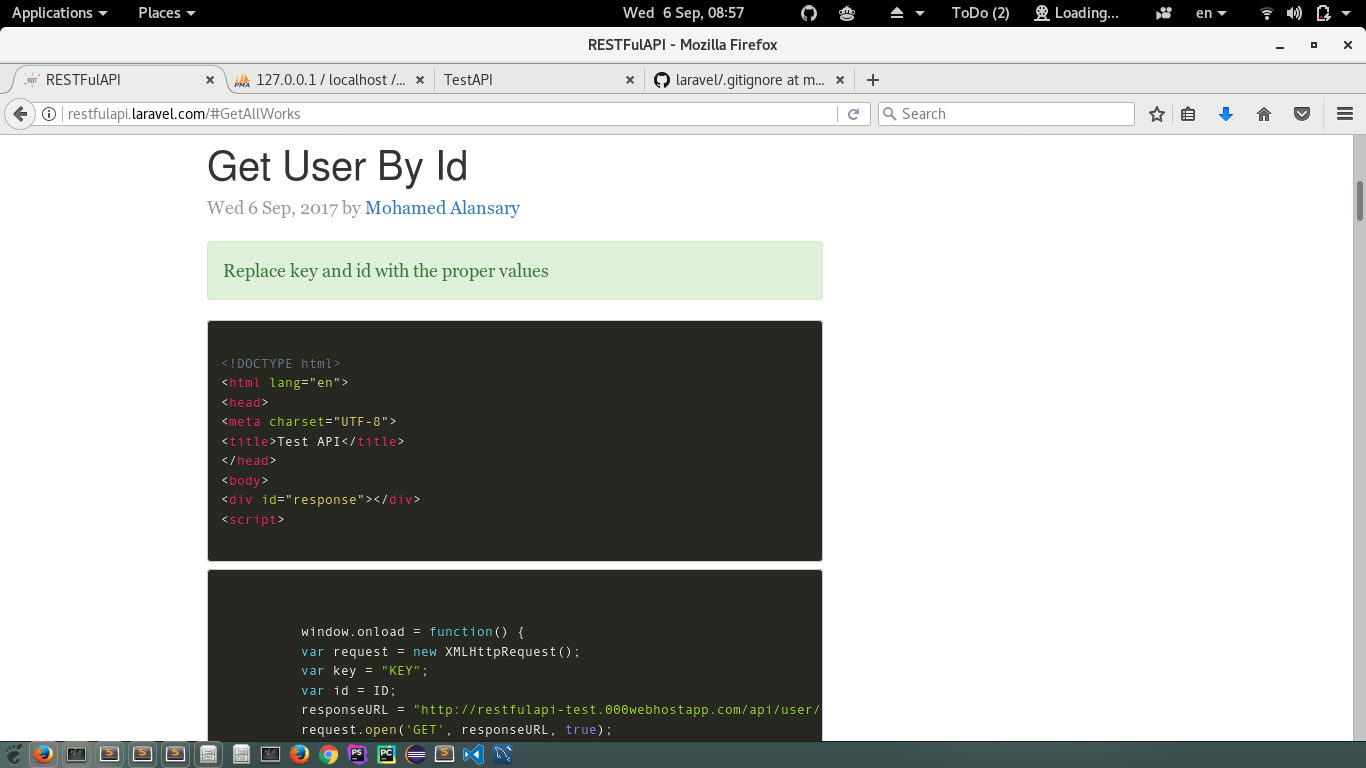 Applications Places Wed 6 Sep, 08:57 ToDo (2) Loading... en
RESTFulAPI - Mozilla Firefox
RESTFulAPI 127.0.0.1 / localhost /... TestAPI laravel/.gitignore at m...
restfulapi.laravel.com/#GetAllWorks Search
Get User By Id
Wed 6 Sep, 2017 by Mohamed Alansary
Replace key and id with the proper values
<!DOCTYPE html>
<html lang="en">
<head>
<meta charset="UTF-8">
<title>Test API</title>
</head>
<body>
<div id="response"></div>
<script>
window.onload = function() {
var request = new XMLHttpRequest();
var key = "KEY";
var id = ID;
responseURL = "http://restfulapi-test.000webhostapp.com/api/user/
request.open('GET', responseURL, true);